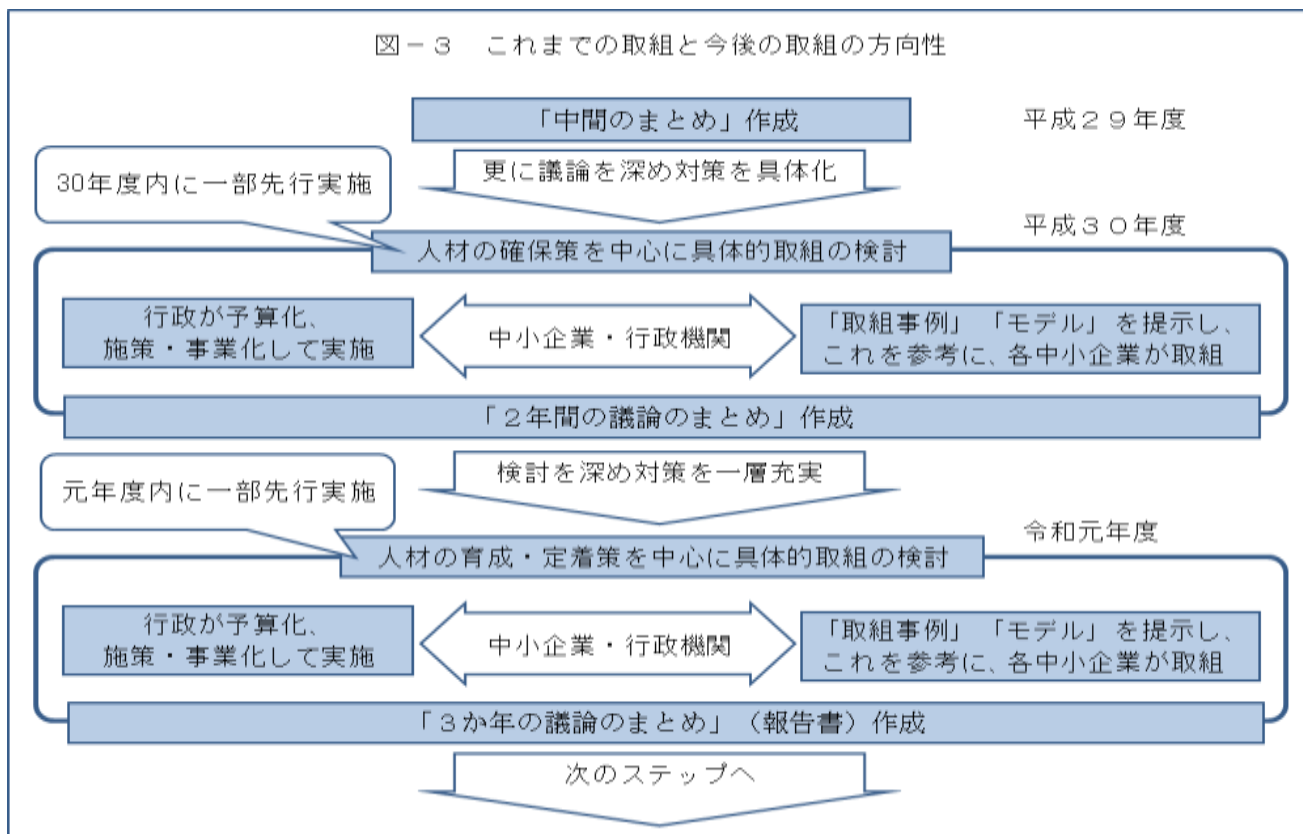 図－３　これまでの取組と今後の取組の方向性
「中間のまとめ」作成
平成２９年度
更に議論を深め対策を具体化
30年度内に一部先行実施
平成３０年度
人材の確保策を中心に具体的取組の検討
行政が予算化、
施策・事業化して実施
中小企業・行政機関
「取組事例」「モデル」を提示し、
これを参考に、各中小企業が取組
「２年間の議論のまとめ」作成
検討を深め対策を一層充実
元年度内に一部先行実施
令和元年度
人材の育成・定着策を中心に具体的取組の検討
行政が予算化、
施策・事業化して実施
中小企業・行政機関
「取組事例」「モデル」を提示し、
これを参考に、各中小企業が取組
「３か年の議論のまとめ」（報告書）作成
次のステップへ